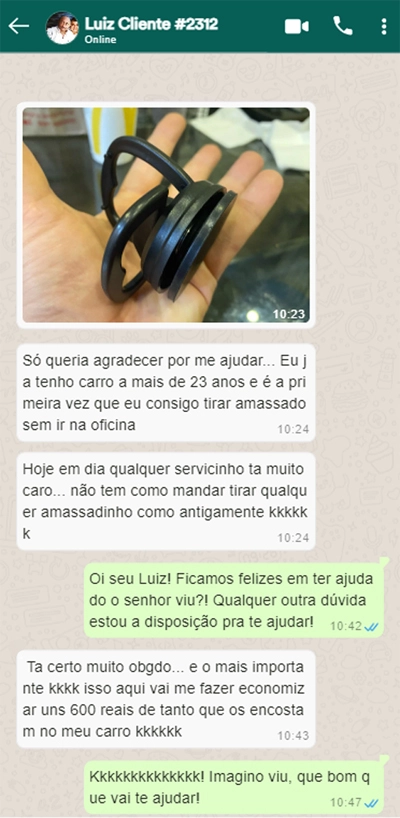 Luiz Cliente #2312
Online
10:23
Só queria agradecer por me ajudar... Eu j
a tenho carro a mais de 23 anos e é a pri
meira vez que eu consigo tirar amassado
sem ir na oficina
10:24
Hoje em dia qualquer servicinho ta muito
caro... não tem como mandar tirar qualqu
er amassadinho como antigamente kkkkk
k
10:24
Oi seu Luiz! Ficamos felizes em ter ajuda
do o senhor viu?! Qualquer outra dúvida
estou a disposição pra te ajudar!
10:42
Ta certo muito obgdo... e o mais importa
nte kkkk isso aqui vai me fazer economiz
ar uns 600 reais de tanto que os encosta
m no meu carro kkkkkk
10:43
Kkkkkkkkkkkkkk! Imagino viu, que bom q
ue vai te ajudar!
10:47